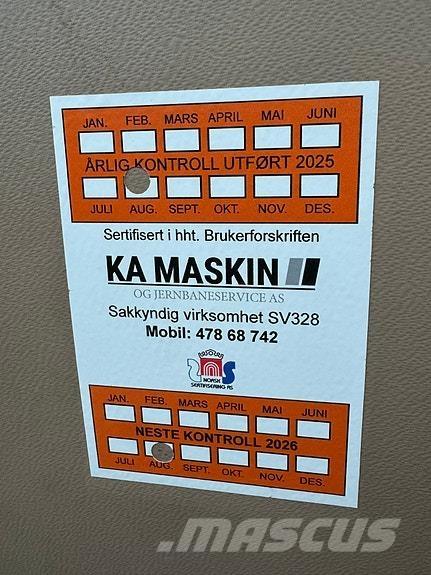 JAN. FEB. MARS APRIL MAI JUNI
ÅRLIG KONTROLL UTFØRT 2025
JULI AUG. SEPT. OKT. NOV. DES.
Sertifisert i hht. Brukerforskriften
KA MASKIN
OG JERNBANESERVICE AS
Sakkyndig virksomhet SV328
Mobil: 478 68 742
NORSK
SERTIFISERING AS
JAN. FEB. MARS APRIL MAI JUNI
NESTE KONTROLL 2026
JULI AUG. SEPT. OKT. NOV. DES.
MASCUS